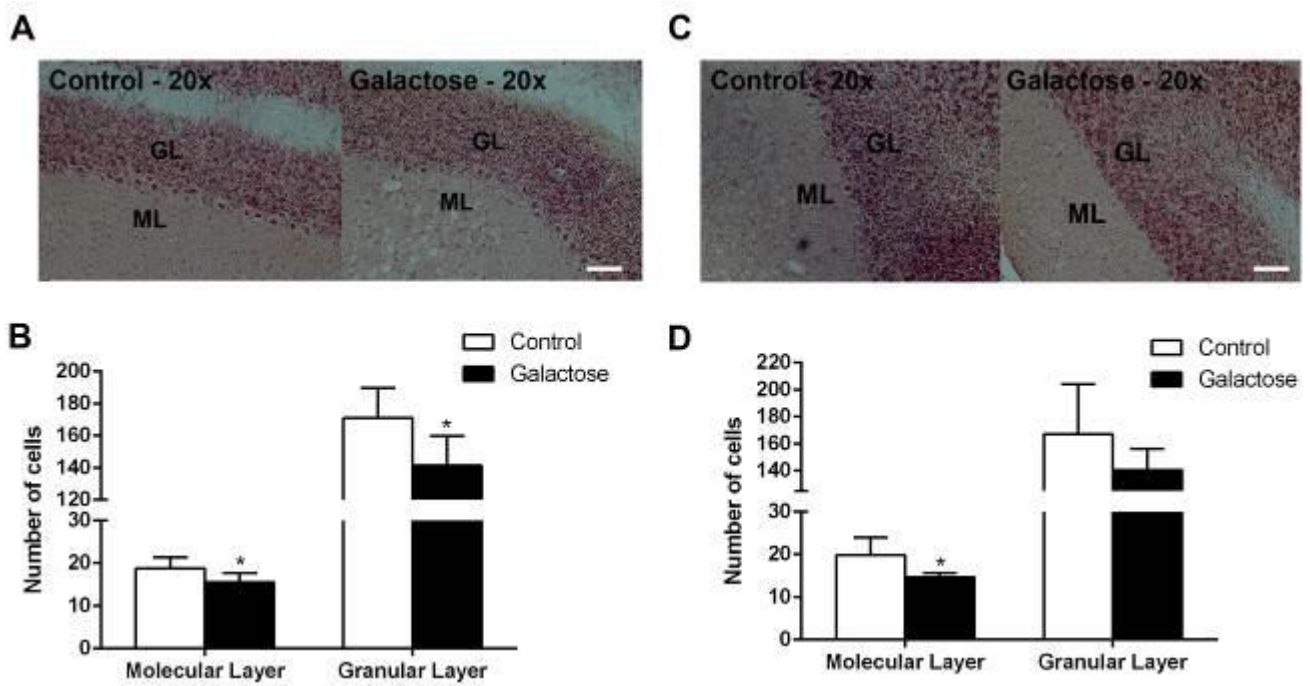 A
Control - 20x
Galactose - 20x
GL
GL
ML
ML
C
Control - 20x
Galactose - 20x
GL
GL
ML
ML
B
Control
Galactose
Number of cells
200
180
160
140
120
30
20
10
0
*
*
Molecular Layer
Granular Layer
D
Control
Galactose
Number of cells
220
200
180
160
140
30
20
10
0
*
Molecular Layer
Granular Layer